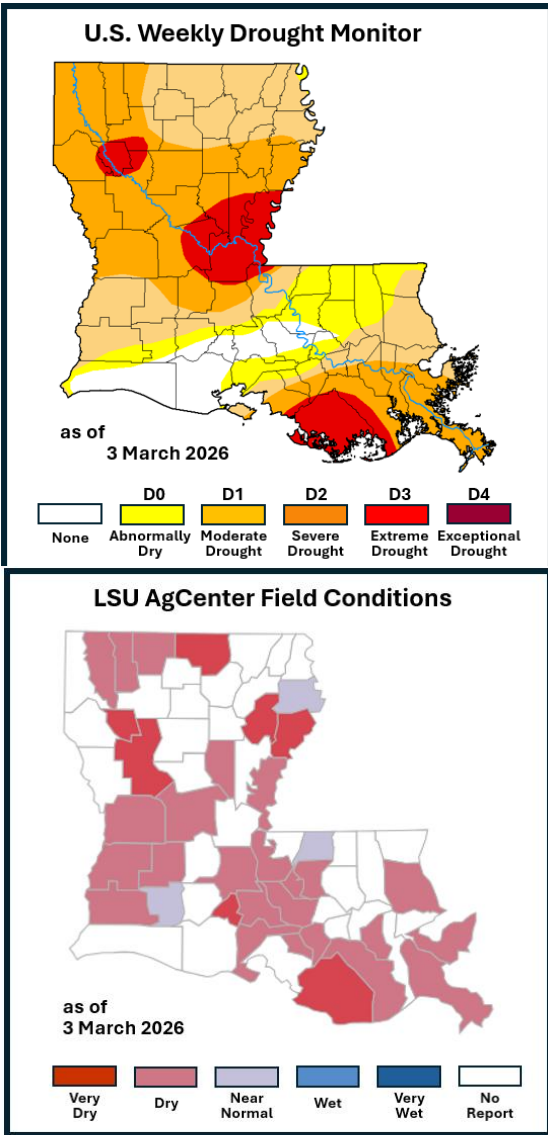 U.S. Weekly Drought Monitor
as of
3 March 2026
D0
D1
D2
D3
D4
None
Abnormally
Dry
Moderate
Drought
Severe
Drought
Extreme
Drought
Exceptional
Drought
LSU AgCenter Field Conditions
as of
3 March 2026
Very
Dry
Dry
Near
Normal
Wet
Very
Wet
No
Report